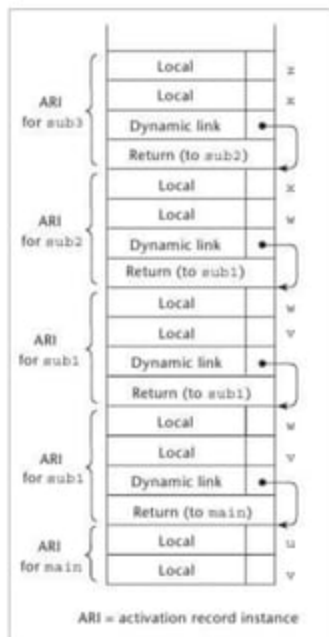 Local z
ARI Local x
for sub3 Dynamic link
Return (to sub2)
Local x
ARI Local w
for sub2 Dynamic link
Return (to sub1)
Local w
ARI Local v
for sub1 Dynamic link
Return (to sub1)
Local w
ARI Local v
for sub1 Dynamic link
Return (to main)
ARI Local u
for main Local v
ARI = activation record instance